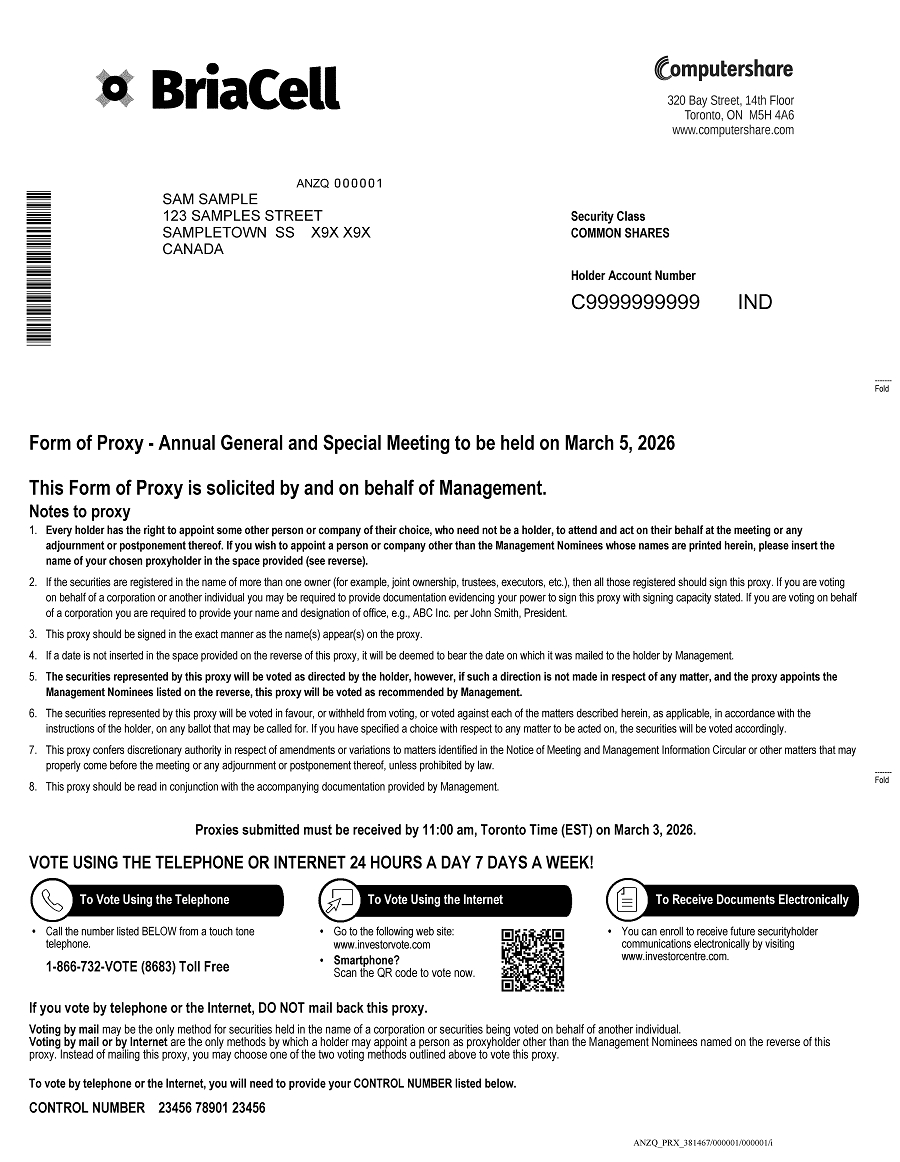 BriaCell
Computershare
320 Bay Street, 14th Floor
Toronto, ON M5H 4A6
www.computershare.com
ANZQ 000001
SAM SAMPLE
123 SAMPLES STREET
SAMPLETOWN SS X9X X9X
CANADA
Security Class
COMMON SHARES
Holder Account Number
C9999999999 IND
Fold
Form of Proxy - Annual General and Special Meeting to be held on March 5, 2026
This Form of Proxy is solicited by and on behalf of Management.
Notes to proxy
1. Every holder has the right to appoint some other person or company of their choice, who need not be a holder, to attend and act on their behalf at the meeting or any
adjournment or postponement thereof. If you wish to appoint a person or company other than the Management Nominees whose names are printed herein, please insert the
name of your chosen proxyholder in the space provided (see reverse).
2. If the securities are registered in the name of more than one owner (for example, joint ownership, trustees, executors, etc.), then all those registered should sign this proxy. If you are voting
on behalf of a corporation or another individual you may be required to provide documentation evidencing your power to sign this proxy with signing capacity stated. If you are voting on behalf
of a corporation you are required to provide your name and designation of office, e.g., ABC Inc. per John Smith, President.
3. This proxy should be signed in the exact manner as the name(s) appear(s) on the proxy.
4. If a date is not inserted in the space provided on the reverse of this proxy, it will be deemed to bear the date on which it was mailed to the holder by Management.
5. The securities represented by this proxy will be voted as directed by the holder, however, if such a direction is not made in respect of any matter, and the proxy appoints the
Management Nominees listed on the reverse, this proxy will be voted as recommended by Management.
6. The securities represented by this proxy will be voted in favour, or withheld from voting, or voted against each of the matters described herein, as applicable, in accordance with the
instructions of the holder, on any ballot that may be called for. If you have specified a choice with respect to any matter to be acted on, the securities will be voted accordingly.
7. This proxy confers discretionary authority in respect of amendments or variations to matters identified in the Notice of Meeting and Management Information Circular or other matters that may
properly come before the meeting or any adjournment or postponement thereof, unless prohibited by law.
Fold
8. This proxy should be read in conjunction with the accompanying documentation provided by Management.
Proxies submitted must be received by 11:00 am, Toronto Time (EST) on March 3, 2026.
VOTE USING THE TELEPHONE OR INTERNET 24 HOURS A DAY 7 DAYS A WEEK!
To Vote Using the Telephone
• Call the number listed BELOW from a touch tone
telephone.
1-866-732-VOTE (8683) Toll Free
To Vote Using the Internet
• Go to the following web site:
www.investorvote.com
• Smartphone?
Scan the QR code to vote now.
To Receive Documents Electronically
• You can enroll to receive future securityholder
communications electronically by visiting
www.investorcentre.com.
If you vote by telephone or the Internet, DO NOT mail back this proxy.
Voting by mail may be the only method for securities held in the name of a corporation or securities being voted on behalf of another individual.
Voting by mail or by Internet are the only methods by which a holder may appoint a person as proxyholder other than the Management Nominees named on the reverse of this
proxy. Instead of mailing this proxy, you may choose one of the two voting methods outlined above to vote this proxy.
To vote by telephone or the Internet, you will need to provide your CONTROL NUMBER listed below.
CONTROL NUMBER 23456 78901 23456
ANZQ_PRX_381467/000001/000001/i